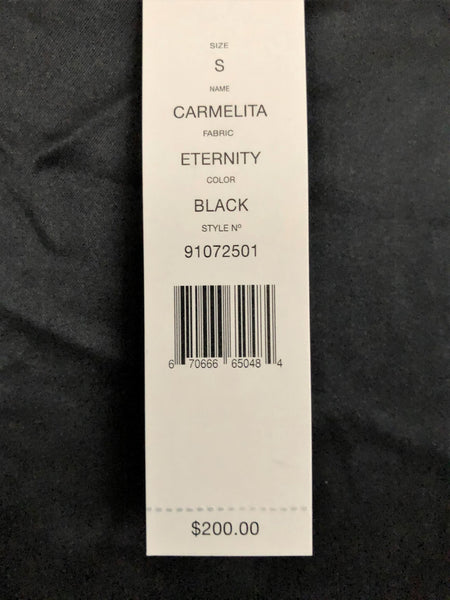 SIZE
S
NAME
CARMELITA
FABRIC
ETERNITY
COLOR
BLACK
STYLE Nº
91072501
6 70666 65048 4
$200.00